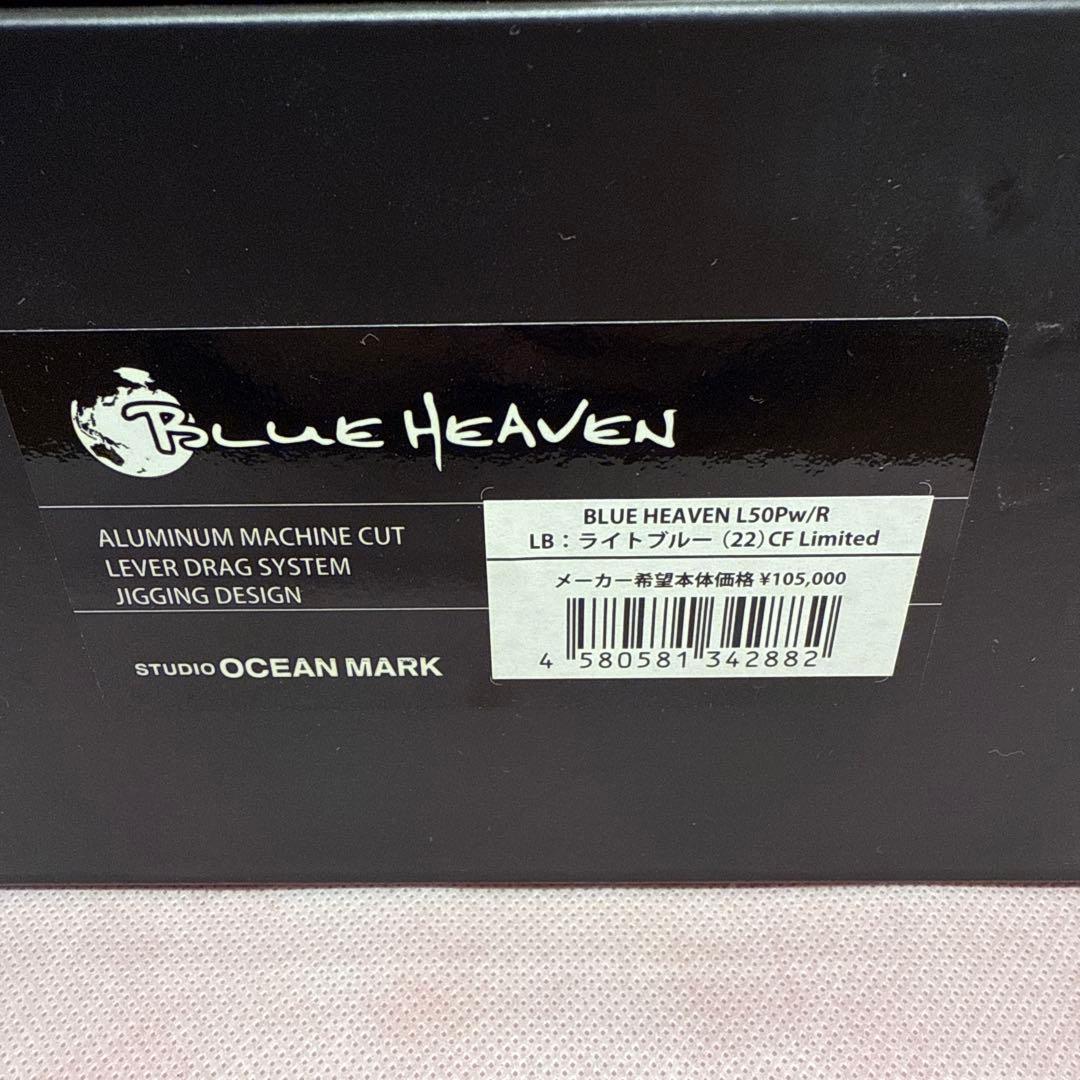 BLUE HEAVEN
ALUMINUM MACHINE CUT
LEVER DRAG SYSTEM
JIGGING DESIGN
STUDIO OCEAN MARK
BLUE HEAVEN L50Pw/R
LB：ライトブルー（22）CF Limited
メーカー希望本体価格 ¥105,000
4 580581 342882